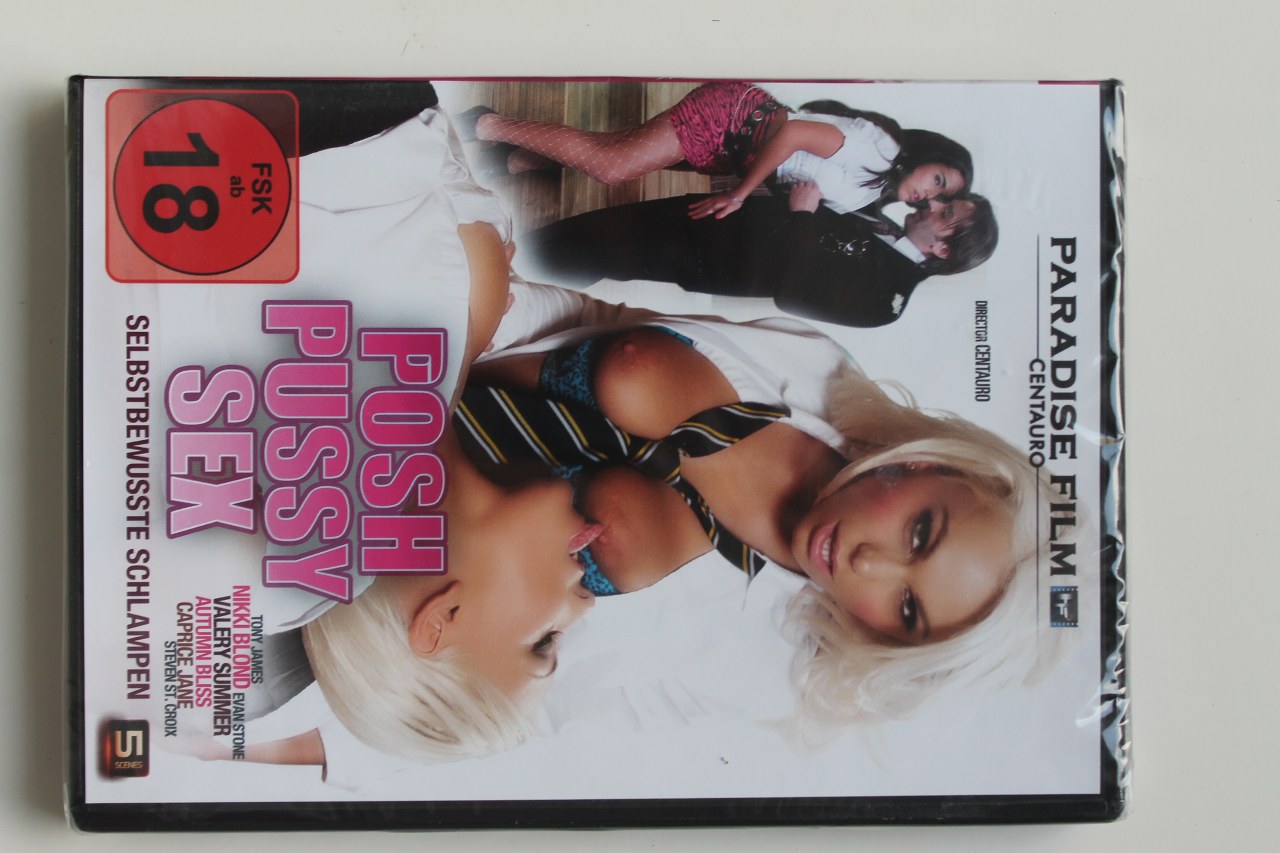 PARADISE FILM
CENTAURO
DIRECTOR CENTAURO
POSH
PUSSY
SEX
TONY JAMES
NIKKI BLOND EVAN STONE
VALERY SUMMER
AUTUMN BLISS
CAPRICE JANE
STEVEN ST. CROIX
SELBSTBEWUSSTE SCHLAMPEN
FSK
ab
18
5
SCENES